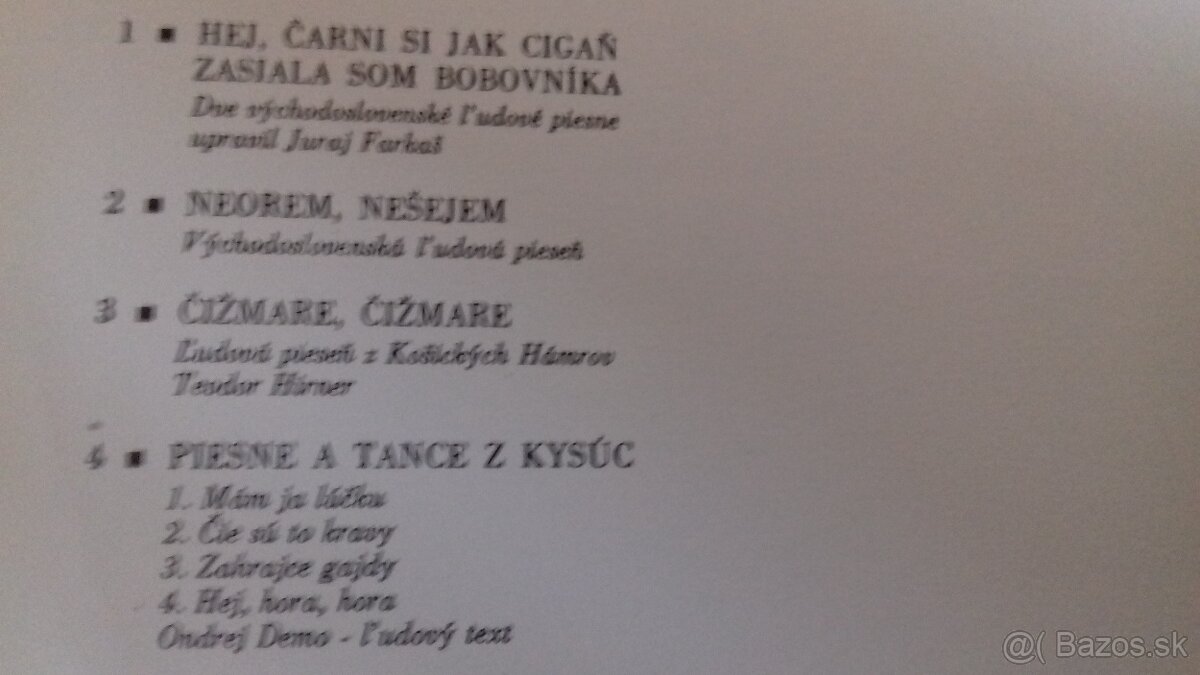 1 ■ HEJ, ČARNI SI JAK CIGAŇ
ZASIALA SOM BOBOVNÍKA
Dve východoslovenské ľudové piesne
upravil Juraj Farkaš
2 ■ NEOREM, NEŠEJEM
Východoslovenská ľudová pieseň
3 ■ ČIŽMARE, ČIŽMARE
Ľudová pieseň z Košických Hámrov
Teodor Hirner
4 ■ PIESNE A TANCE Z KYSÚC
1. Mám ja lúčku
2. Čie sú to kravy
3. Zahrajce gajdy
4. Hej, hora, hora
Ondrej Demo - ľudový text
@( Bazos.sk